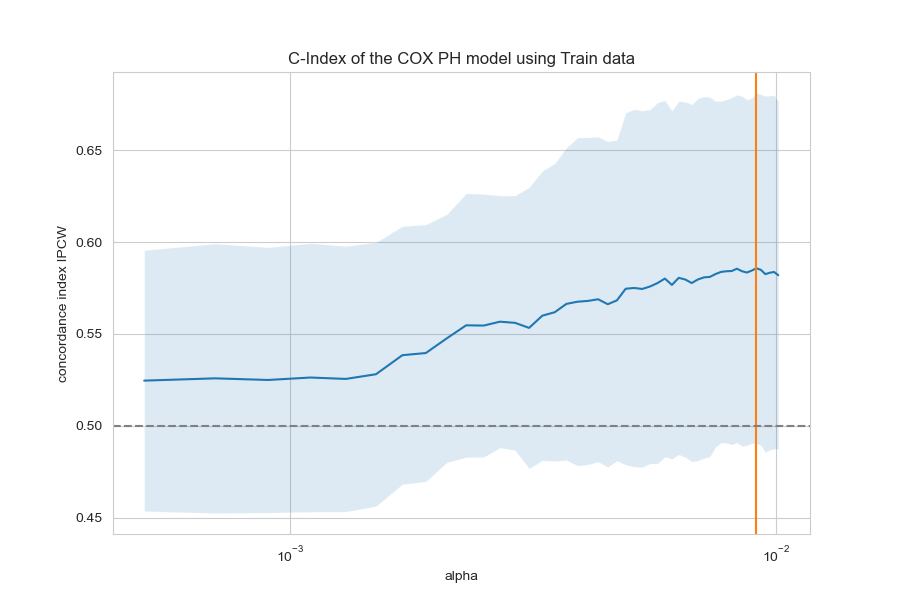 C-Index of the COX PH model using Train data
concordance index IPCW
0.65
0.60
0.55
0.50
0.45
10⁻³
10⁻²
alpha